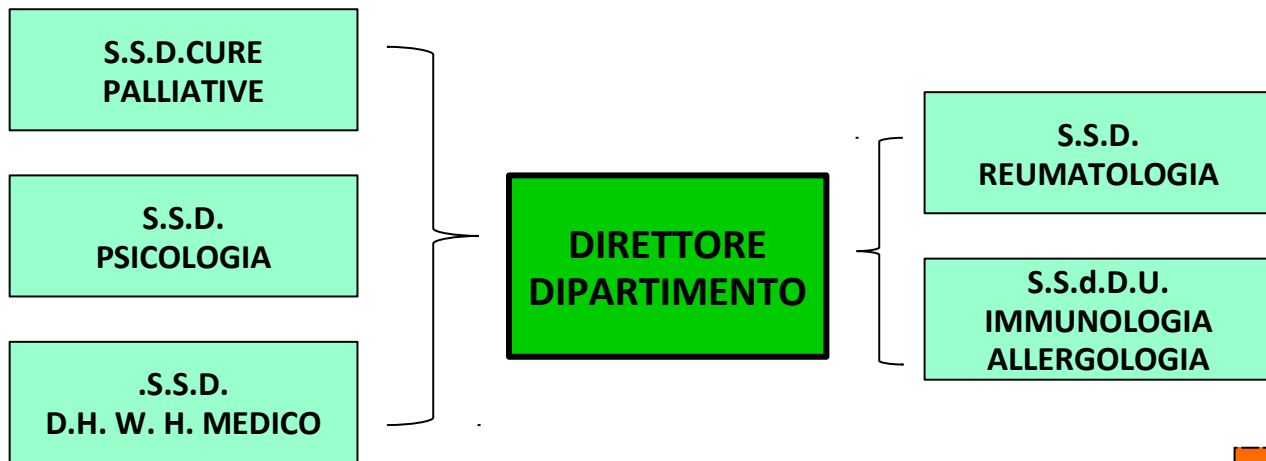 S.S.D.CURE
PALLIATIVE
S.S.D.
PSICOLOGIA
.S.S.D.
D.H. W. H. MEDICO
DIRETTORE
DIPARTIMENTO
S.S.D.
REUMATOLOGIA
S.S.d.D.U.
IMMUNOLOGIA
ALLERGOLOGIA